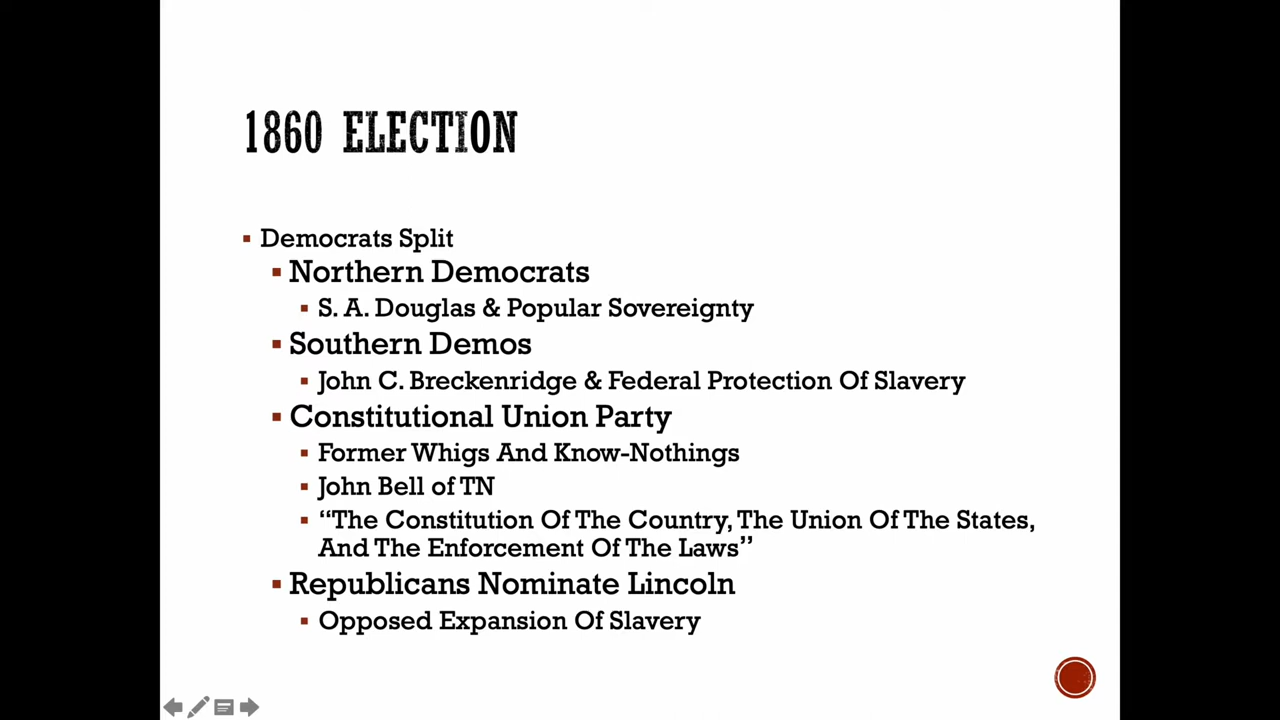 1860 ELECTION
Democrats Split
Northern Democrats
S. A. Douglas & Popular Sovereignty
Southern Demos
John C. Breckenridge & Federal Protection Of Slavery
Constitutional Union Party
Former Whigs And Know-Nothings
John Bell of TN
“The Constitution Of The Country, The Union Of The States,
And The Enforcement Of The Laws”
Republicans Nominate Lincoln
Opposed Expansion Of Slavery